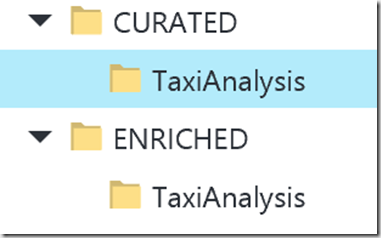 CURATED
TaxiAnalysis
ENRICHED
TaxiAnalysis